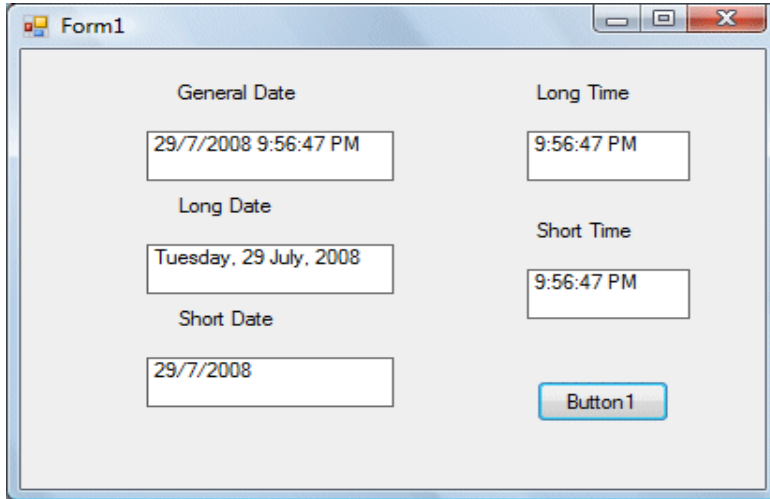 Form1
General Date
29/7/2008 9:56:47 PM
Long Date
Tuesday, 29 July, 2008
Short Date
29/7/2008
Long Time
9:56:47 PM
Short Time
9:56:47 PM
Button1